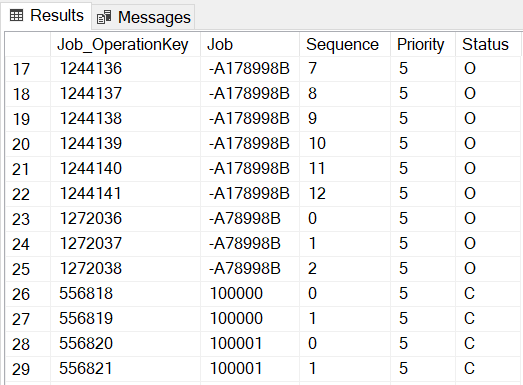 Results Messages
Job_OperationKey Job Sequence Priority Status
17 1244136 -A178998B 7 5 O
18 1244137 -A178998B 8 5 O
19 1244138 -A178998B 9 5 O
20 1244139 -A178998B 10 5 O
21 1244140 -A178998B 11 5 O
22 1244141 -A178998B 12 5 O
23 1272036 -A78998B 0 5 O
24 1272037 -A78998B 1 5 O
25 1272038 -A78998B 2 5 O
26 556818 100000 0 5 C
27 556819 100000 1 5 C
28 556820 100001 0 5 C
29 556821 100001 1 5 C